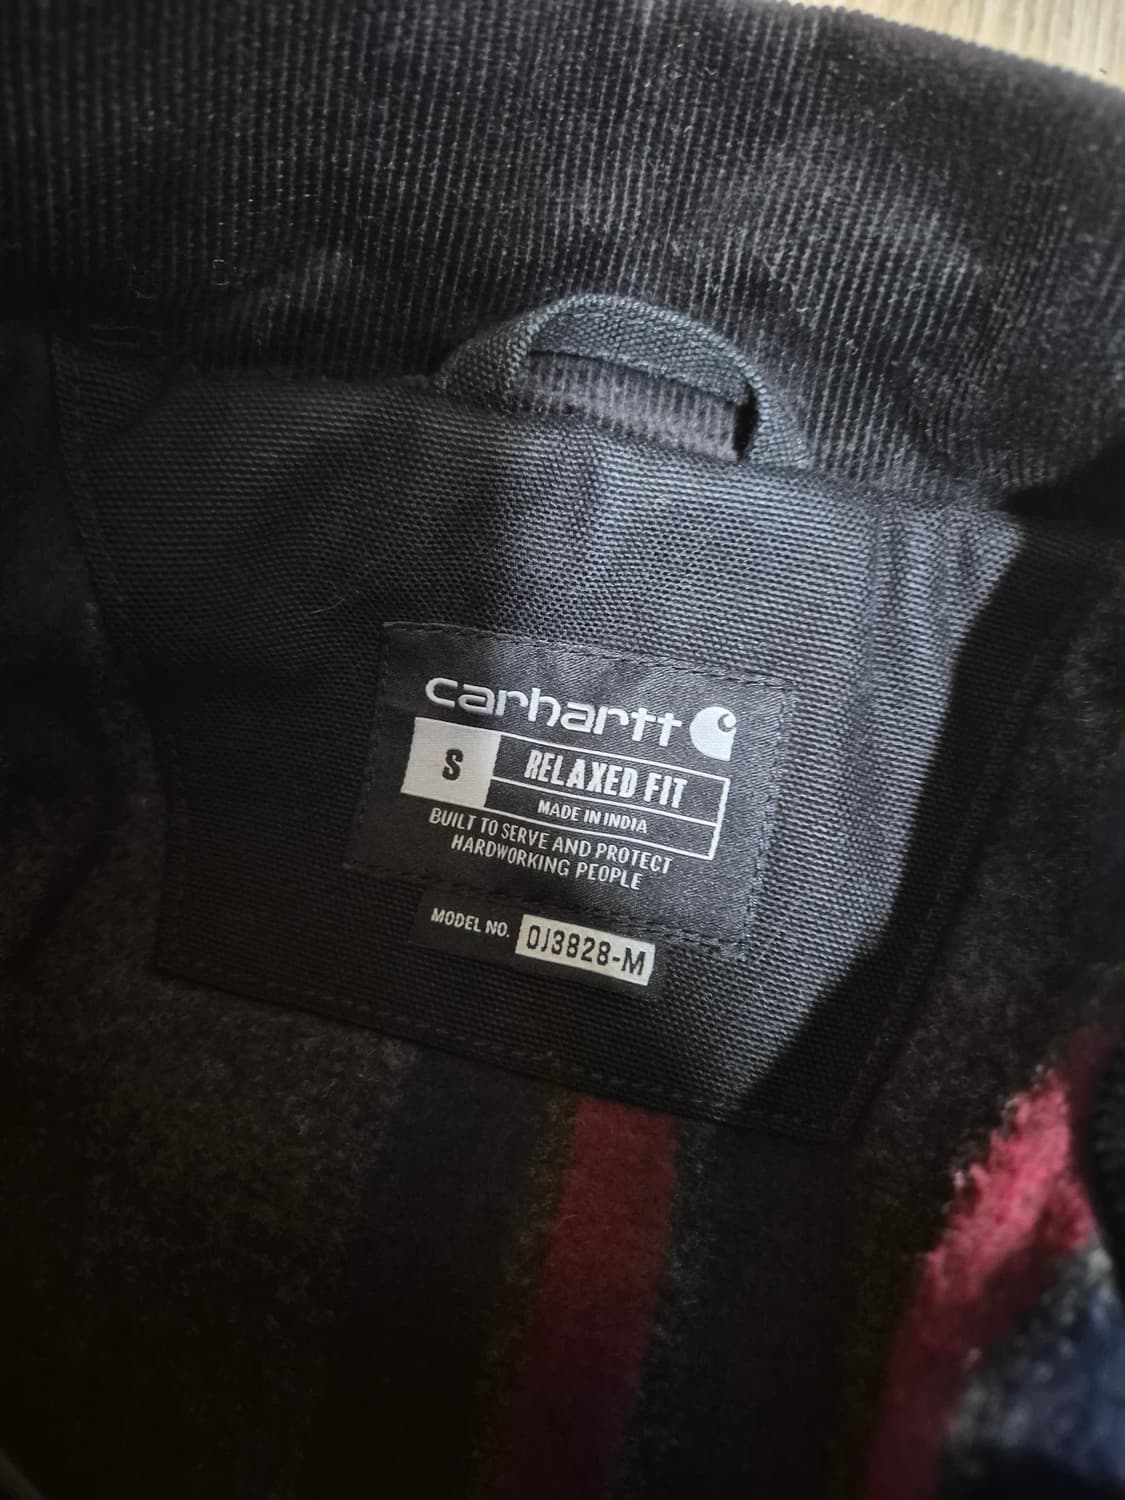 carhartt
S RELAXED FIT
MADE IN INDIA
BUILT TO SERVE AND PROTECT
HARDWORKING PEOPLE
MODEL NO. OJ3828-M